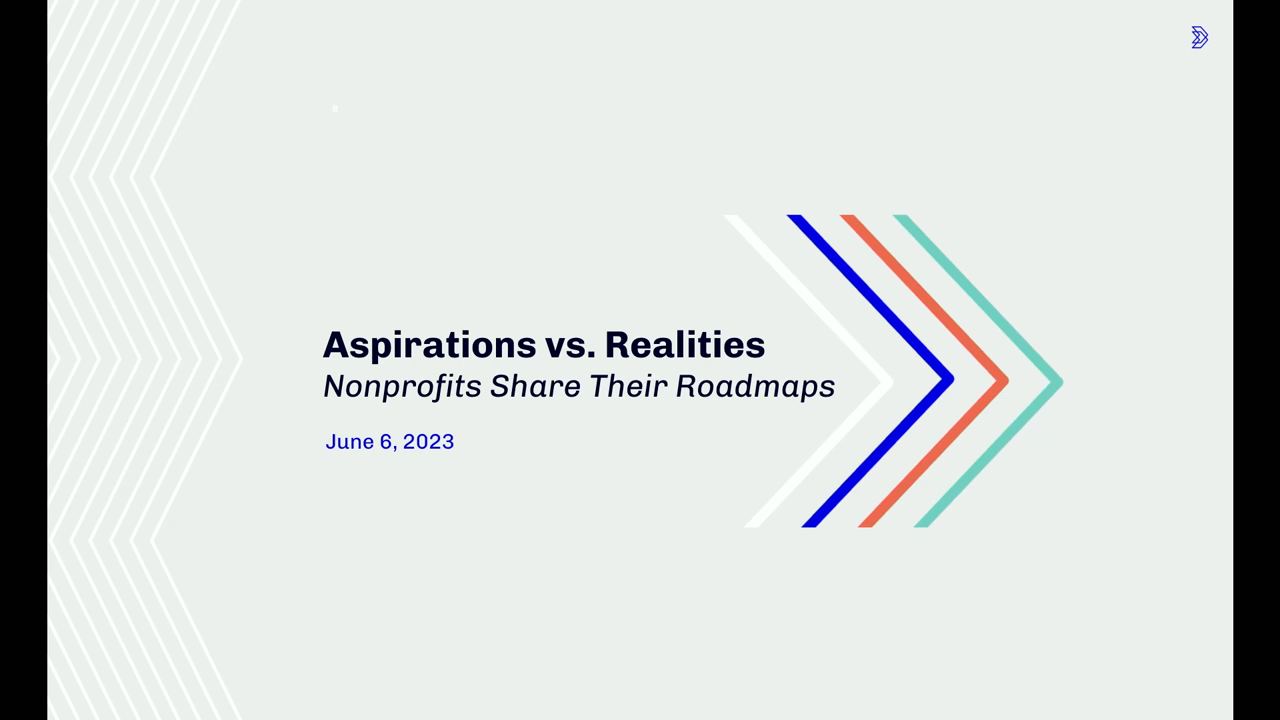 Aspirations vs. Realities
Nonprofits Share Their Roadmaps
June 6, 2023